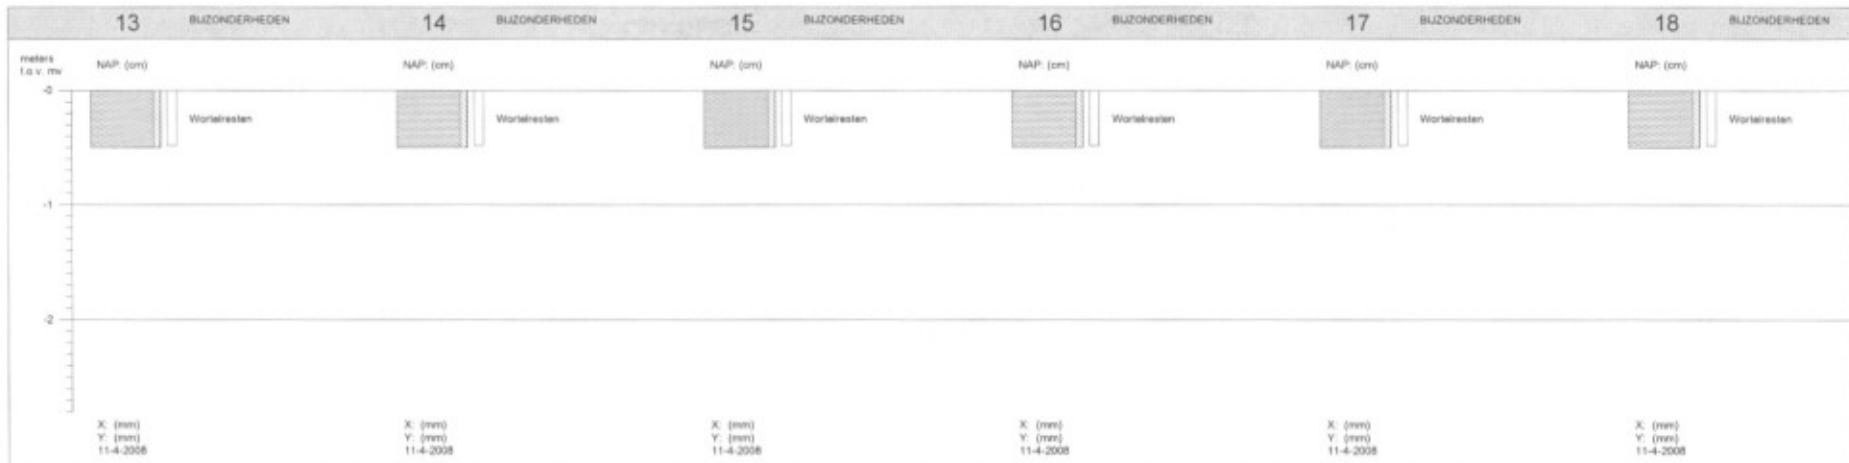 13 BIJZONDERHEDEN 14 BIJZONDERHEDEN 15 BIJZONDERHEDEN 16 BIJZONDERHEDEN 17 BIJZONDERHEDEN 18 BIJZONDERHEDEN
meters
t.o.v. mv
NAP: (cm) NAP: (cm) NAP: (cm) NAP: (cm) NAP: (cm) NAP: (cm)
-0
Wortelresten Wortelresten Wortelresten Wortelresten Wortelresten Wortelresten
-1
-2
X: (mm) X: (mm) X: (mm) X: (mm) X: (mm) X: (mm)
Y: (mm) Y: (mm) Y: (mm) Y: (mm) Y: (mm) Y: (mm)
11-4-2008 11-4-2008 11-4-2008 11-4-2008 11-4-2008 11-4-2008